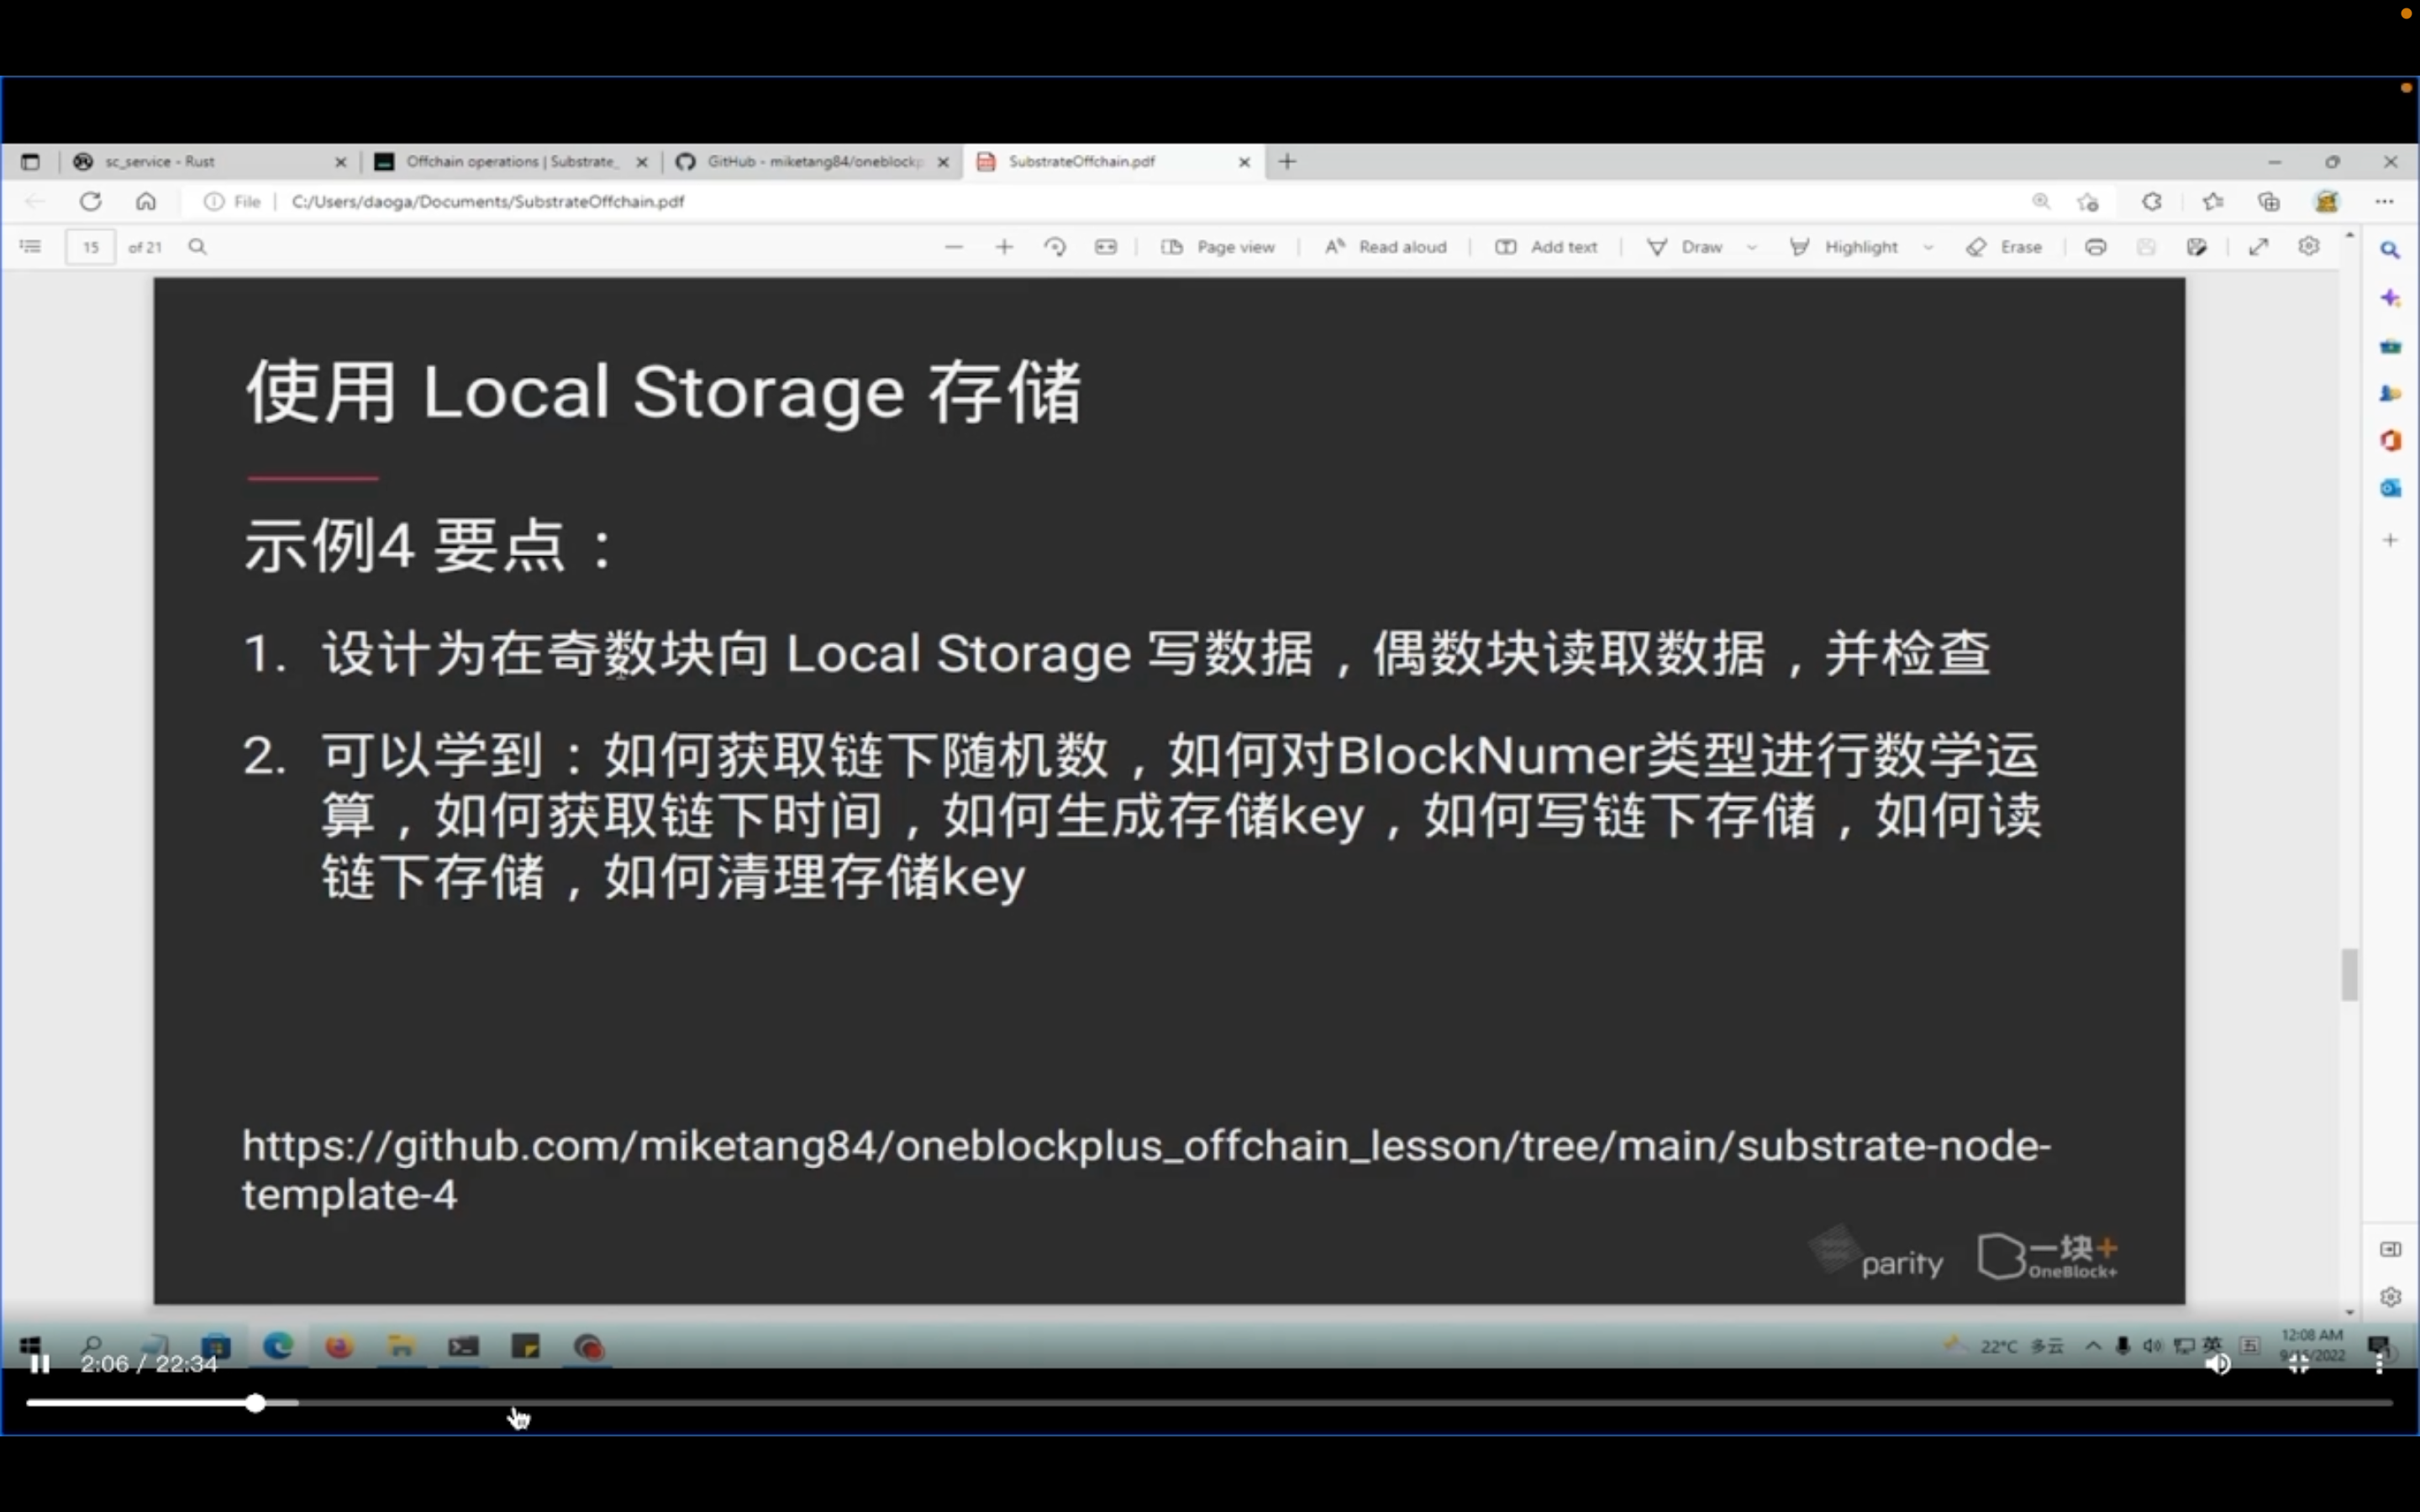 sc_service - Rust
Offchain operations | Substrate_
GitHub - miketang84/oneblockp
SubstrateOffchain.pdf
File
C:/Users/daoga/Documents/SubstrateOffchain.pdf
15 of 21
Page view
Read aloud
Add text
Draw
Highlight
Erase
使用 Local Storage 存储
示例4 要点：
1. 设计为在奇数块向 Local Storage 写数据，偶数块读取数据，并检查
2. 可以学到：如何获取链下随机数，如何对BlockNumer类型进行数学运
算，如何获取链下时间，如何生成存储key，如何写链下存储，如何读
链下存储，如何清理存储key
https://github.com/miketang84/oneblockplus_offchain_lesson/tree/main/substrate-node-
template-4
parity
一块+
OneBlock+
22°C 多云
英
五
12:08 AM
9/15/2022
2:06 / 22:34